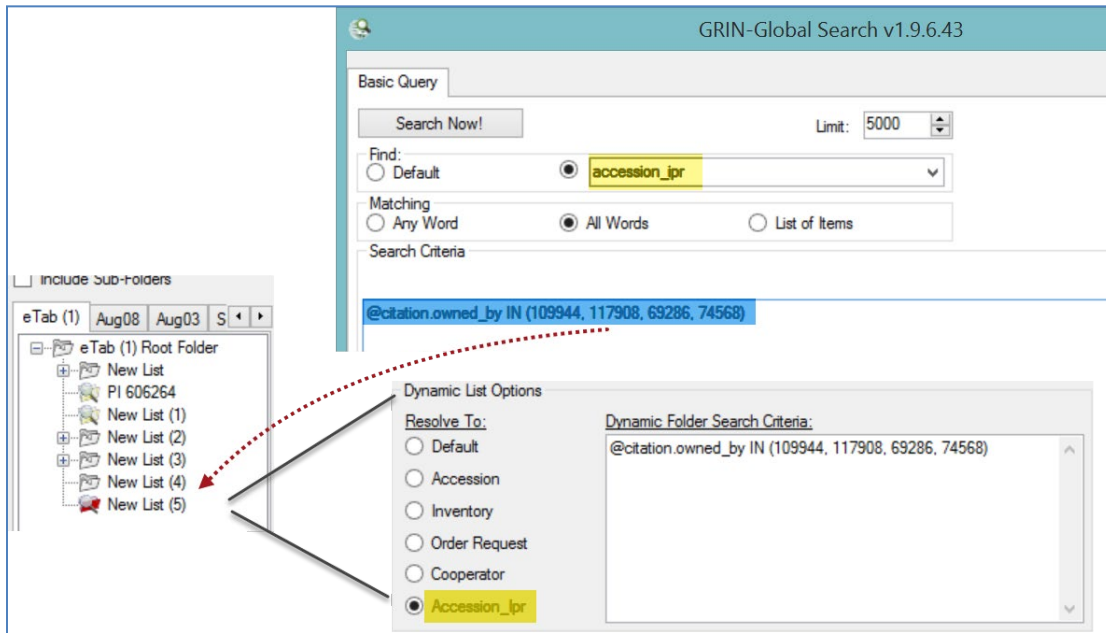 GRIN-Global Search v1.9.6.43
Basic Query
Search Now!
Limit: 5000
Find:
Default
accession_ipr
Matching
Any Word All Words List of Items
Search Criteria
@citation.owned_by IN (109944, 117908, 69286, 74568)
Include Sub-Folders
eTab (1) Aug08 Aug03 S
eTab (1) Root Folder
New List
PI 606264
New List (1)
New List (2)
New List (3)
New List (4)
New List (5)
Dynamic List Options
Resolve To:
Default
Accession
Inventory
Order Request
Cooperator
Accession_Ipr
Dynamic Folder Search Criteria:
@citation.owned_by IN (109944, 117908, 69286, 74568)